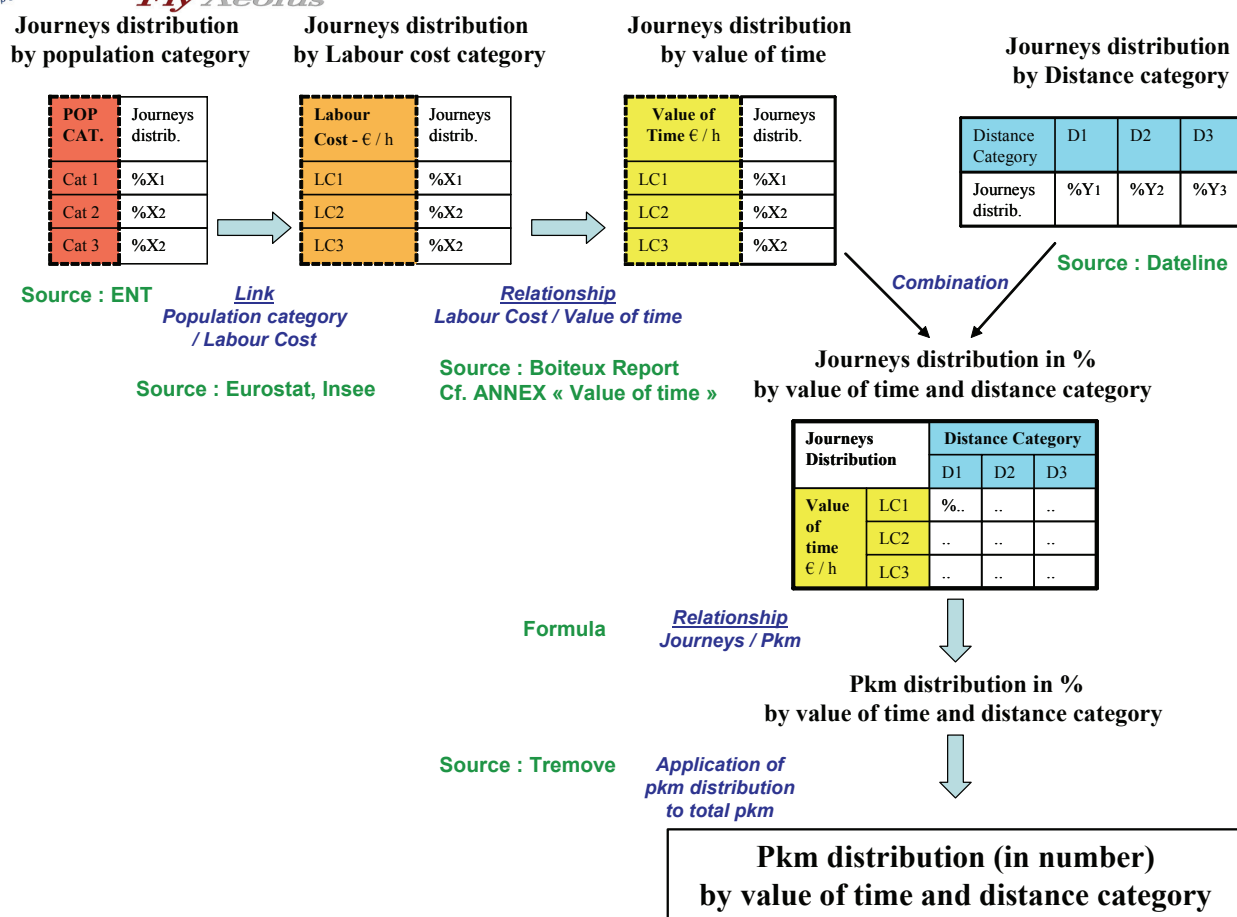 Fly Aeolus
Journeys distribution
by population category
Journeys distribution
by Labour cost category
Journeys distribution
by value of time
Journeys distribution
by Distance category
POP
CAT.
Journeys
distrib.
Cat 1 %X1
Cat 2 %X2
Cat 3 %X2
Labour
Cost - € / h
Journeys
distrib.
LC1 %X1
LC2 %X2
LC3 %X2
Value of
Time € / h
Journeys
distrib.
LC1 %X1
LC2 %X2
LC3 %X2
Distance
Category
D1 D2 D3
Journeys
distrib.
%Y1 %Y2 %Y3
Source : ENT
Link
Population category
/ Labour Cost
Source : Eurostat, Insee
Relationship
Labour Cost / Value of time
Source : Boiteux Report
Cf. ANNEX « Value of time »
Combination
Source : Dateline
Journeys distribution in %
by value of time and distance category
Journeys
Distribution
Distance Category
D1 D2 D3
Value
of
time
€ / h
LC1 %.. .. ..
LC2 .. .. ..
LC3 .. .. ..
Formula
Relationship
Journeys / Pkm
Pkm distribution in %
by value of time and distance category
Source : Tremove
Application of
pkm distribution
to total pkm
Pkm distribution (in number)
by value of time and distance category